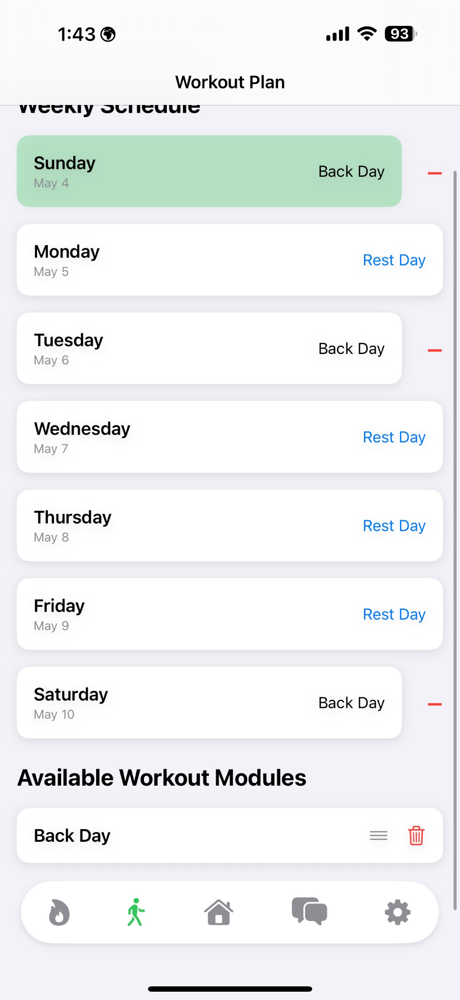 1:43
93
Workout Plan
Weekly Schedule
Sunday
May 4
Back Day
Monday
May 5
Rest Day
Tuesday
May 6
Back Day
Wednesday
May 7
Rest Day
Thursday
May 8
Rest Day
Friday
May 9
Rest Day
Saturday
May 10
Back Day
Available Workout Modules
Back Day